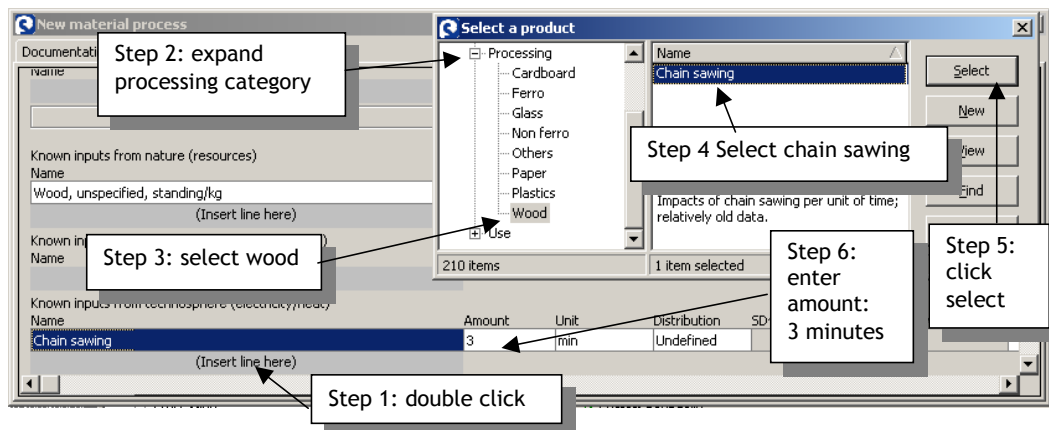 New material process
Select a product
Documentati
Step 2: expand
processing category
Name
Processing
Cardboard
Ferro
Glass
Non ferro
Others
Paper
Plastics
Wood
Use
210 items
Name
Chain sawing
Step 4 Select chain sawing
Impacts of chain sawing per unit of time;
relatively old data.
1 item selected
Select
New
View
Find
Known inputs from nature (resources)
Name
Wood, unspecified, standing/kg
(Insert line here)
Known in
Name
Step 3: select wood
Step 6:
enter
amount:
3 minutes
Step 5:
click
select
Known inputs from technosphere (electricity/heat)
Name Amount Unit Distribution
Chain sawing 3 min Undefined
(Insert line here)
Step 1: double click